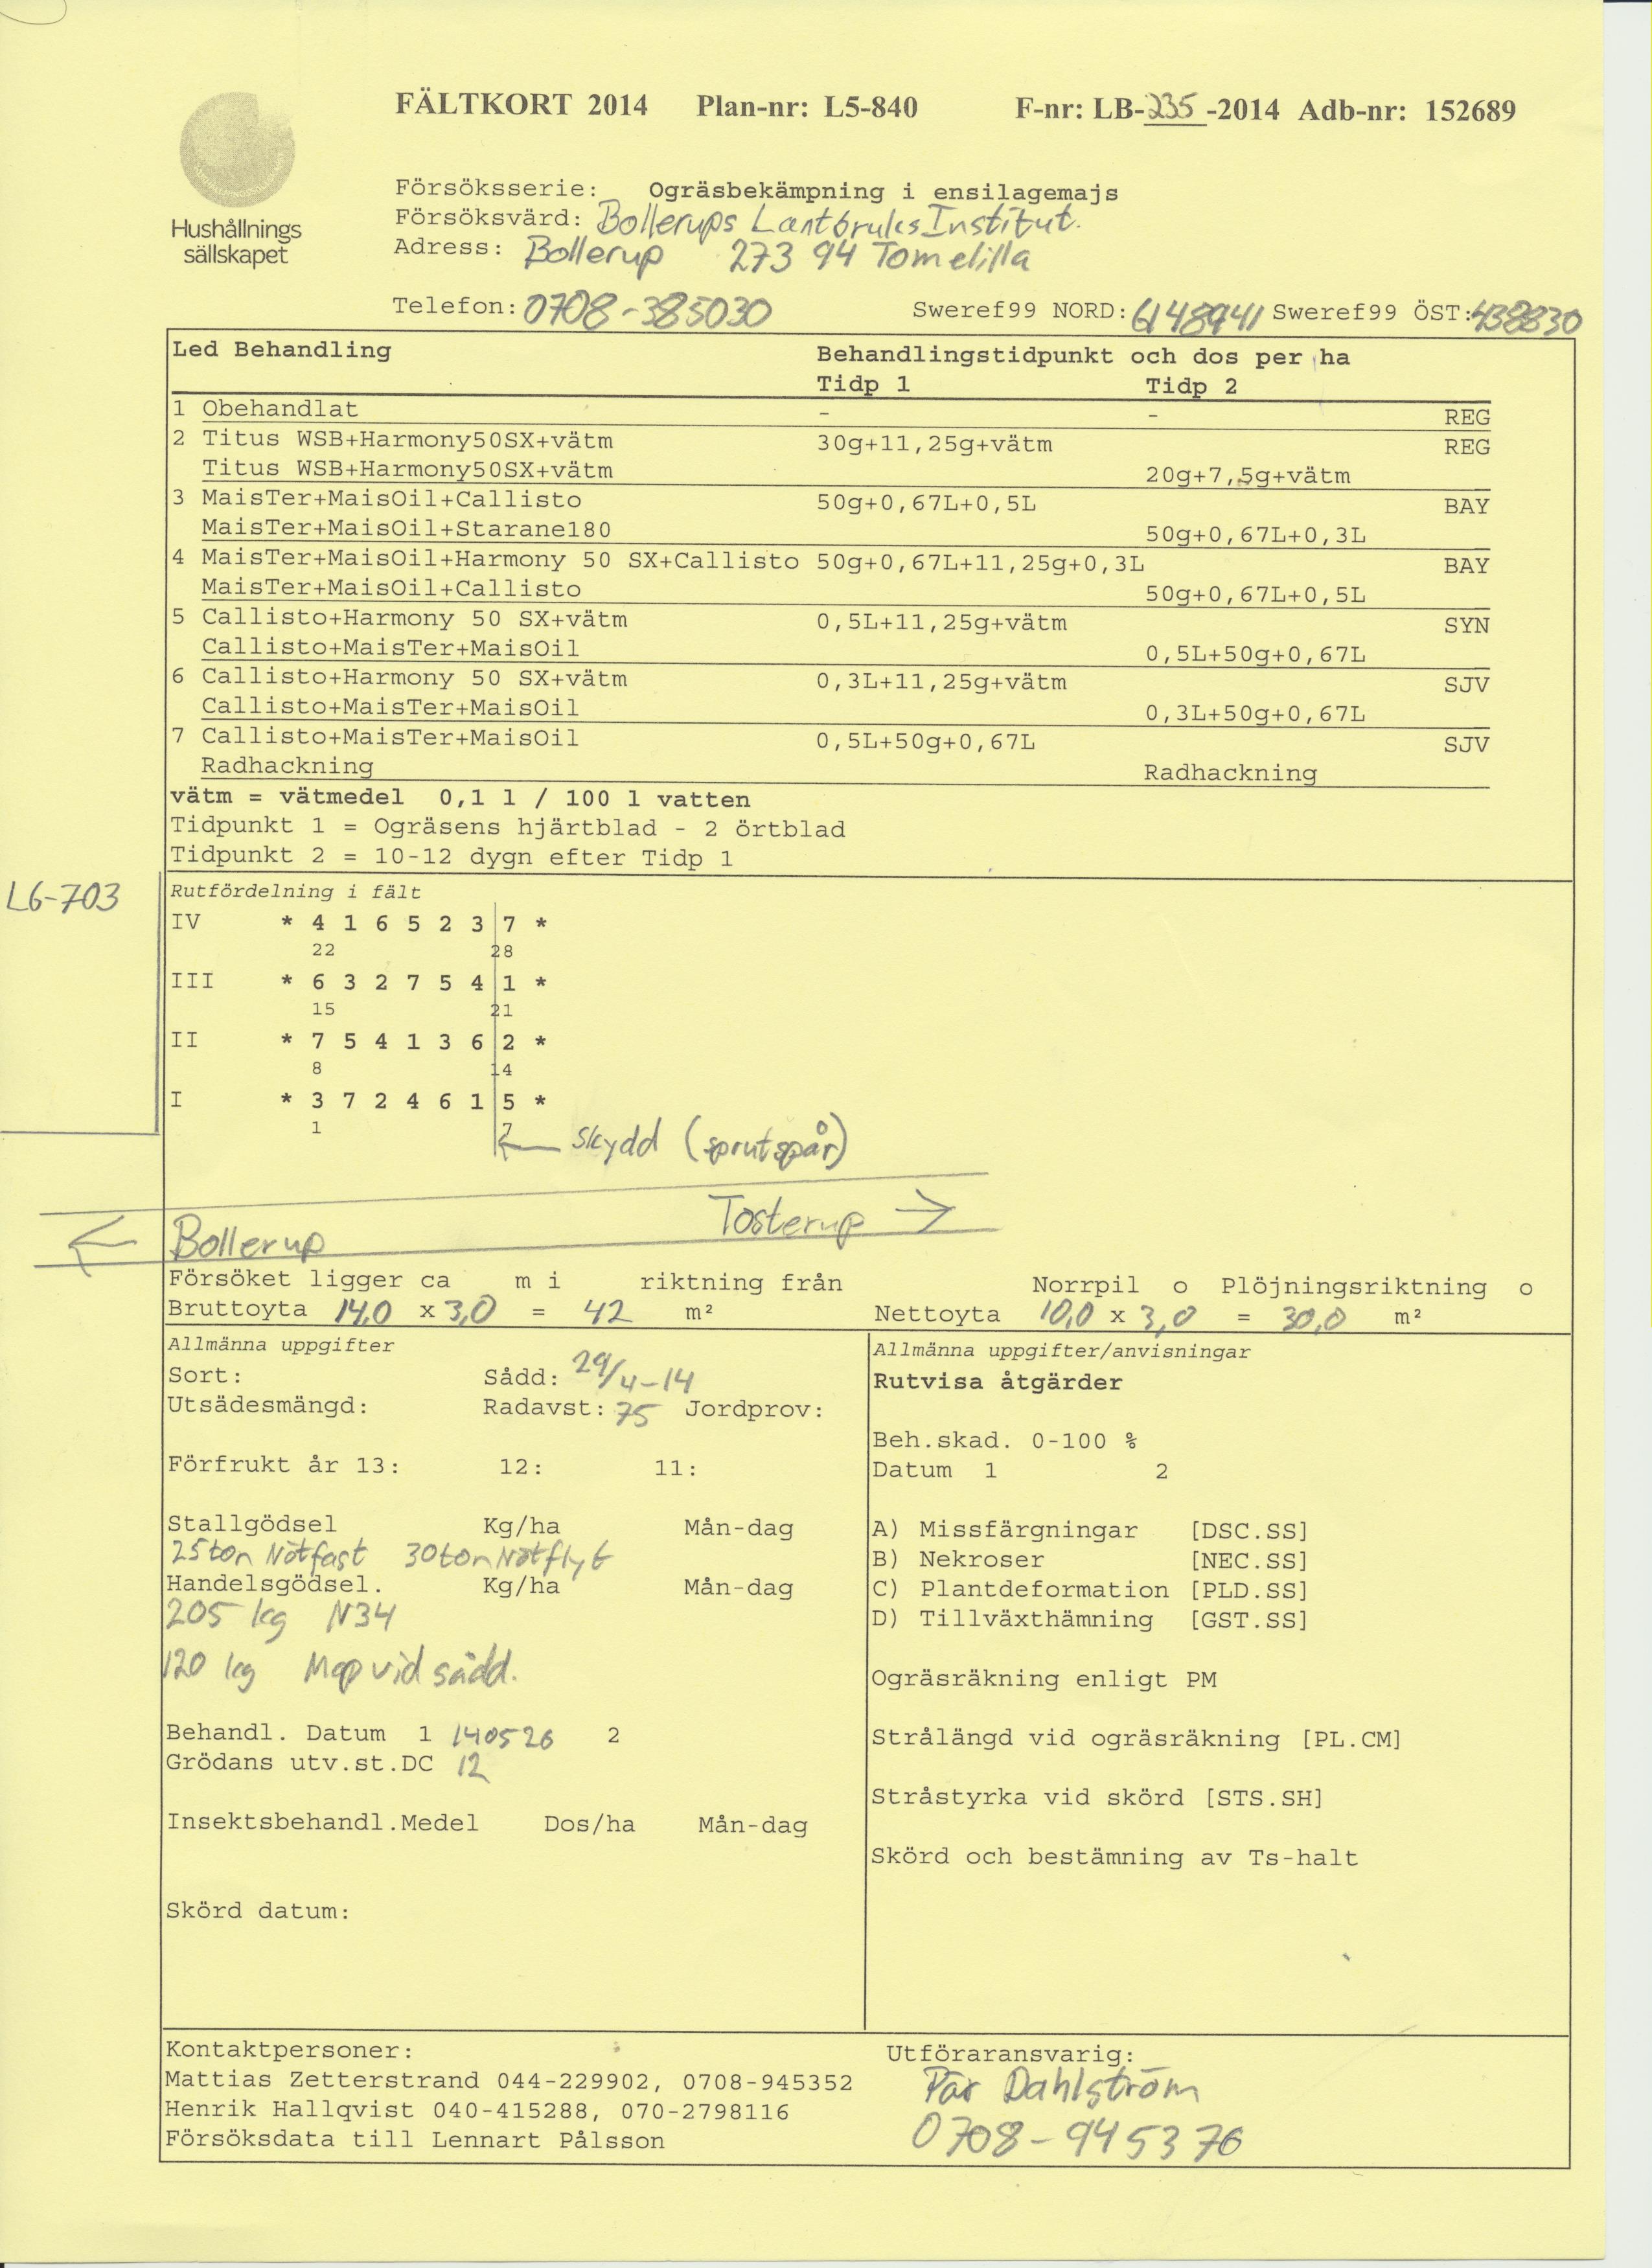 FÄLTKORT 2014 Plan-nr: L5-840 F-nr: LB-235-2014 Adb-nr: 152689
Hushållnings
sällskapet
Försöksserie: Ogräsbekämpning i ensilagemajs
Försöksvärd: Bollerups Lantbruks Institut.
Adress: Bollerup 273 94 Tomelilla
Telefon: 0708-385030 Sweref99 NORD: 6148941 Sweref99 ÖST: 438830
Led Behandling Behandlingstidpunkt och dos per ha
Tidp 1 Tidp 2
1 Obehandlat - - REG
2 Titus WSB+Harmony50SX+vätm 30g+11,25g+vätm REG
Titus WSB+Harmony50SX+vätm 20g+7,5g+vätm
3 MaisTer+MaisOil+Callisto 50g+0,67L+0,5L BAY
MaisTer+MaisOil+Starane180 50g+0,67L+0,3L
4 MaisTer+MaisOil+Harmony 50 SX+Callisto 50g+0,67L+11,25g+0,3L BAY
MaisTer+MaisOil+Callisto 50g+0,67L+0,5L
5 Callisto+Harmony 50 SX+vätm 0,5L+11,25g+vätm SYN
Callisto+MaisTer+MaisOil 0,5L+50g+0,67L
6 Callisto+Harmony 50 SX+vätm 0,3L+11,25g+vätm SJV
Callisto+MaisTer+MaisOil 0,3L+50g+0,67L
7 Callisto+MaisTer+MaisOil 0,5L+50g+0,67L SJV
Radhackning Radhackning
vätm = vätmedel 0,1 l / 100 l vatten
Tidpunkt 1 = Ogräsens hjärtblad - 2 örtblad
Tidpunkt 2 = 10-12 dygn efter Tidp 1
L6-703
Rutfördelning i fält
IV * 4 1 6 5 2 3 7 *
22 28
III * 6 3 2 7 5 4 1 *
15 21
II * 7 5 4 1 3 6 2 *
8 14
I * 3 7 2 4 6 1 5 *
1 7
skydd (sprutspår)
Tosterup
Bollerup
Försöket ligger ca m i riktning från Norrpil o Plöjningsriktning o
Bruttoyta 14,0 x 3,0 = 42 m² Nettoyta 10,0 x 3,0 = 30,0 m²
Allmänna uppgifter
Sort: Sådd: 29/4-14
Utsädesmängd: Radavst: 75 Jordprov:
Förfrukt år 13: 12: 11:
Stallgödsel Kg/ha Mån-dag
25 ton Nötfast 30 ton Nötflyt
Handelsgödsel. Kg/ha Mån-dag
205 kg N34
120 kg Map vid sådd.
Behandl. Datum 1 140526 2
Grödans utv.st.DC 12
Insektsbehandl.Medel Dos/ha Mån-dag
Skörd datum:
Allmänna uppgifter/anvisningar
Rutvisa åtgärder
Beh.skad. 0-100 %
Datum 1 2
A) Missfärgningar [DSC.SS]
B) Nekroser [NEC.SS]
C) Plantdeformation [PLD.SS]
D) Tillväxthämning [GST.SS]
Ogräsräkning enligt PM
Strålängd vid ogräsräkning [PL.CM]
Stråstyrka vid skörd [STS.SH]
Skörd och bestämning av Ts-halt
Kontaktpersoner:
Mattias Zetterstrand 044-229902, 0708-945352
Henrik Hallqvist 040-415288, 070-2798116
Försöksdata till Lennart Pålsson
Utföraransvarig:
Pär Dahlström
0708-945376